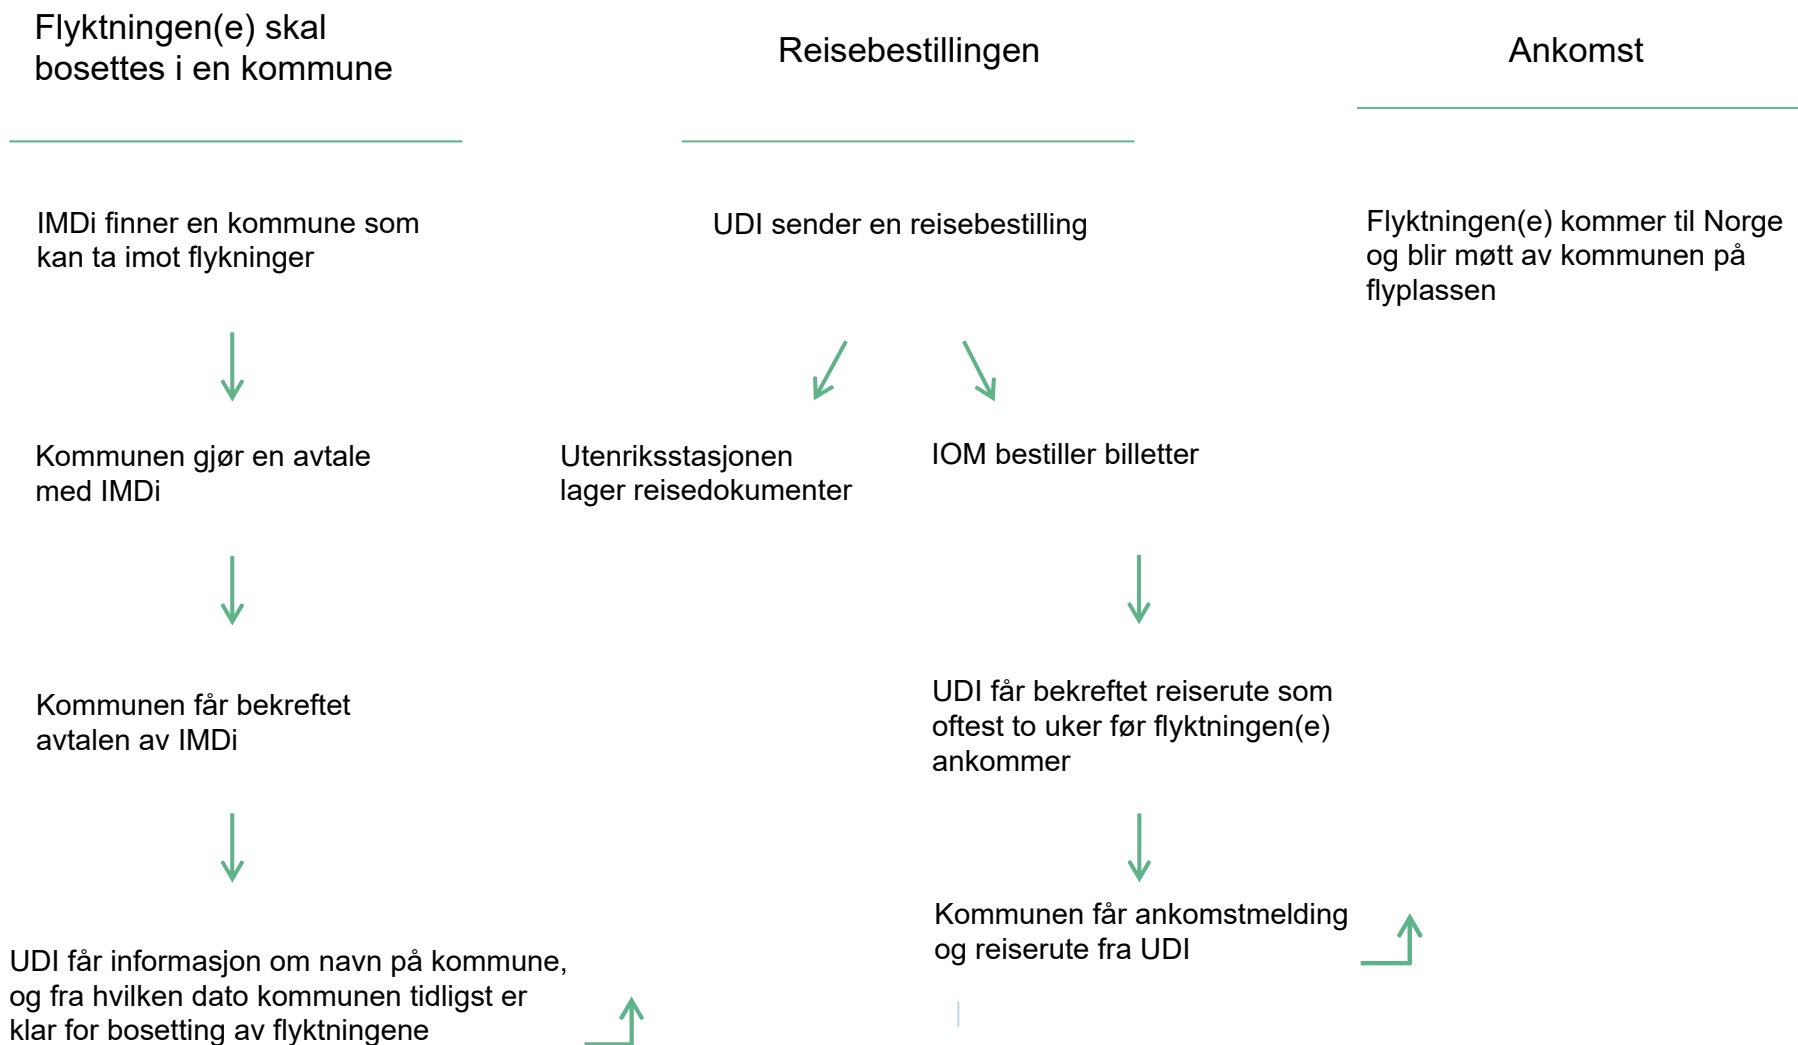 Flyktningen(e) skal
bosettes i en kommune
IMDi finner en kommune som
kan ta imot flykninger
Kommunen gjør en avtale
med IMDi
Kommunen får bekreftet
avtalen av IMDi
UDI får informasjon om navn på kommune,
og fra hvilken dato kommunen tidligst er
klar for bosetting av flyktningene
Reisebestillingen
UDI sender en reisebestilling
Utenriksstasjonen
lager reisedokumenter
IOM bestiller billetter
UDI får bekreftet reiserute som
oftest to uker før flyktningen(e)
ankommer
Kommunen får ankomstmelding
og reiserute fra UDI
Ankomst
Flyktningen(e) kommer til Norge
og blir møtt av kommunen på
flyplassen